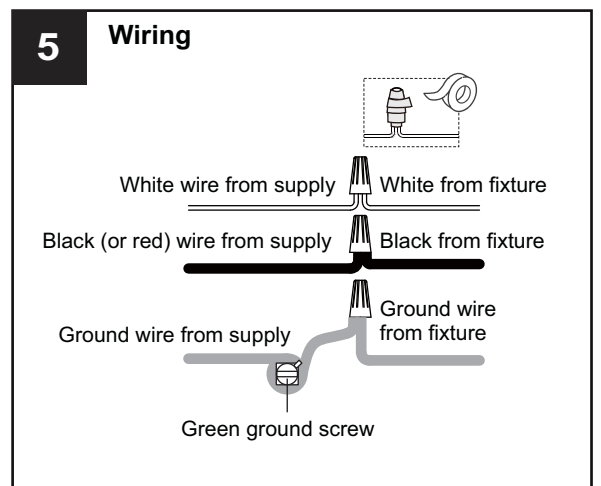 5
Wiring
White wire from supply
White from fixture
Black (or red) wire from supply
Black from fixture
Ground wire from supply
Ground wire
from fixture
Green ground screw